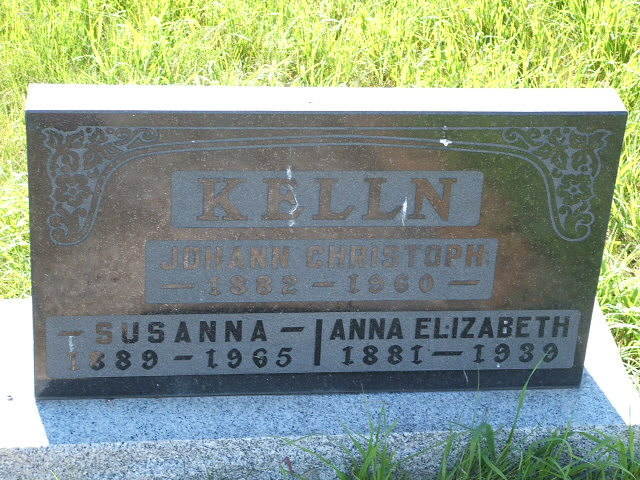 KELLN
JOHANN CHRISTOPH
– 1882 – 1960 –
– SUSANNA – | ANNA ELIZABETH
1889 – 1965 | 1881 – 1939